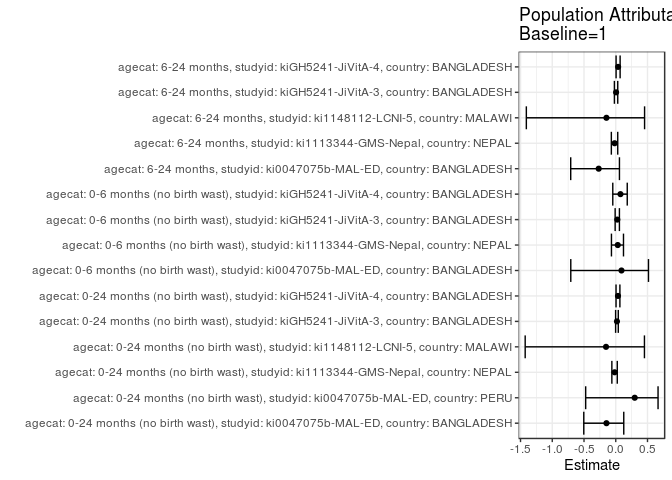 Population Attributa
Baseline=1
agecat: 6-24 months, studyid: kiGH5241-JiVitA-4, country: BANGLADESH
agecat: 6-24 months, studyid: kiGH5241-JiVitA-3, country: BANGLADESH
agecat: 6-24 months, studyid: ki1148112-LCNI-5, country: MALAWI
agecat: 6-24 months, studyid: ki1113344-GMS-Nepal, country: NEPAL
agecat: 6-24 months, studyid: ki0047075b-MAL-ED, country: BANGLADESH
agecat: 0-6 months (no birth wast), studyid: kiGH5241-JiVitA-4, country: BANGLADESH
agecat: 0-6 months (no birth wast), studyid: kiGH5241-JiVitA-3, country: BANGLADESH
agecat: 0-6 months (no birth wast), studyid: ki1113344-GMS-Nepal, country: NEPAL
agecat: 0-6 months (no birth wast), studyid: ki0047075b-MAL-ED, country: BANGLADESH
agecat: 0-24 months (no birth wast), studyid: kiGH5241-JiVitA-4, country: BANGLADESH
agecat: 0-24 months (no birth wast), studyid: kiGH5241-JiVitA-3, country: BANGLADESH
agecat: 0-24 months (no birth wast), studyid: ki1148112-LCNI-5, country: MALAWI
agecat: 0-24 months (no birth wast), studyid: ki1113344-GMS-Nepal, country: NEPAL
agecat: 0-24 months (no birth wast), studyid: ki0047075b-MAL-ED, country: PERU
agecat: 0-24 months (no birth wast), studyid: ki0047075b-MAL-ED, country: BANGLADESH
-1.5 -1.0 -0.5 0.0 0.5
Estimate